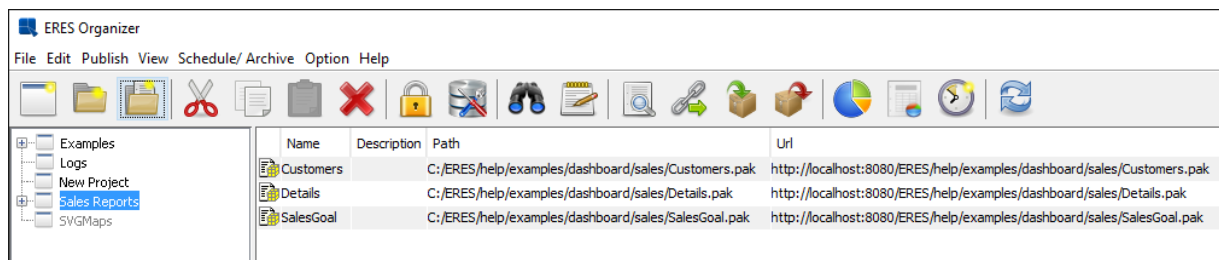 ERES Organizer
File Edit Publish View Schedule/ Archive Option Help
Examples
Logs
New Project
Sales Reports
SVGMaps
Name Description Path Url
Customers C:/ERES/help/examples/dashboard/sales/Customers.pak http://localhost:8080/ERES/help/examples/dashboard/sales/Customers.pak
Details C:/ERES/help/examples/dashboard/sales/Details.pak http://localhost:8080/ERES/help/examples/dashboard/sales/Details.pak
SalesGoal C:/ERES/help/examples/dashboard/sales/SalesGoal.pak http://localhost:8080/ERES/help/examples/dashboard/sales/SalesGoal.pak